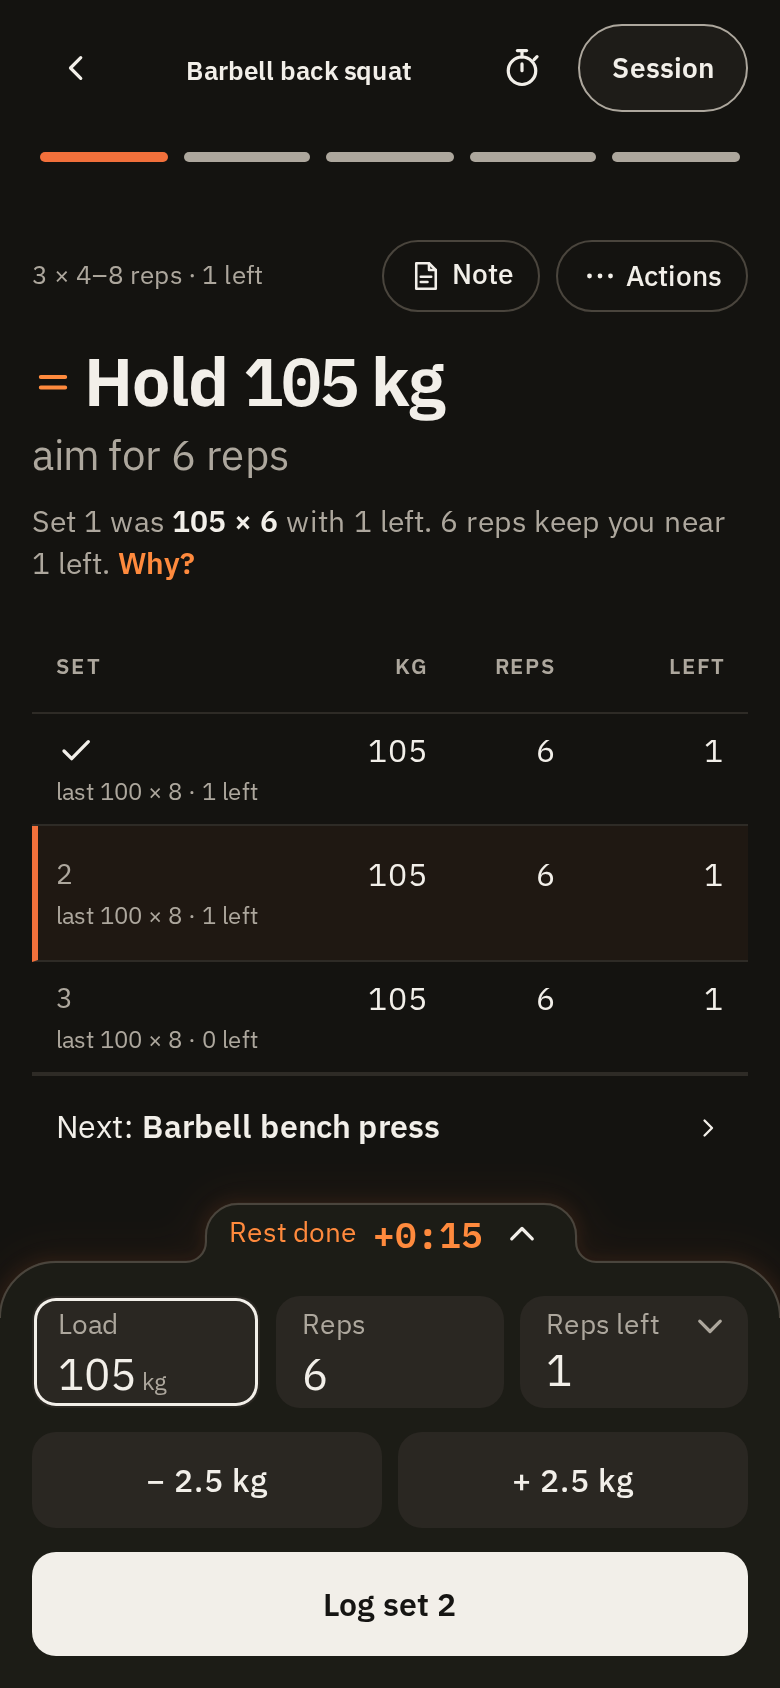 Barbell back squat
Session
3 × 4–8 reps · 1 left
Note
Actions
= Hold 105 kg
aim for 6 reps
Set 1 was 105 × 6 with 1 left. 6 reps keep you near
1 left. Why?
SET KG REPS LEFT
105 6 1
last 100 × 8 · 1 left
2 105 6 1
last 100 × 8 · 1 left
3 105 6 1
last 100 × 8 · 0 left
Next: Barbell bench press
Rest done +0:15
Load Reps Reps left
105 kg 6 1
− 2.5 kg + 2.5 kg
Log set 2